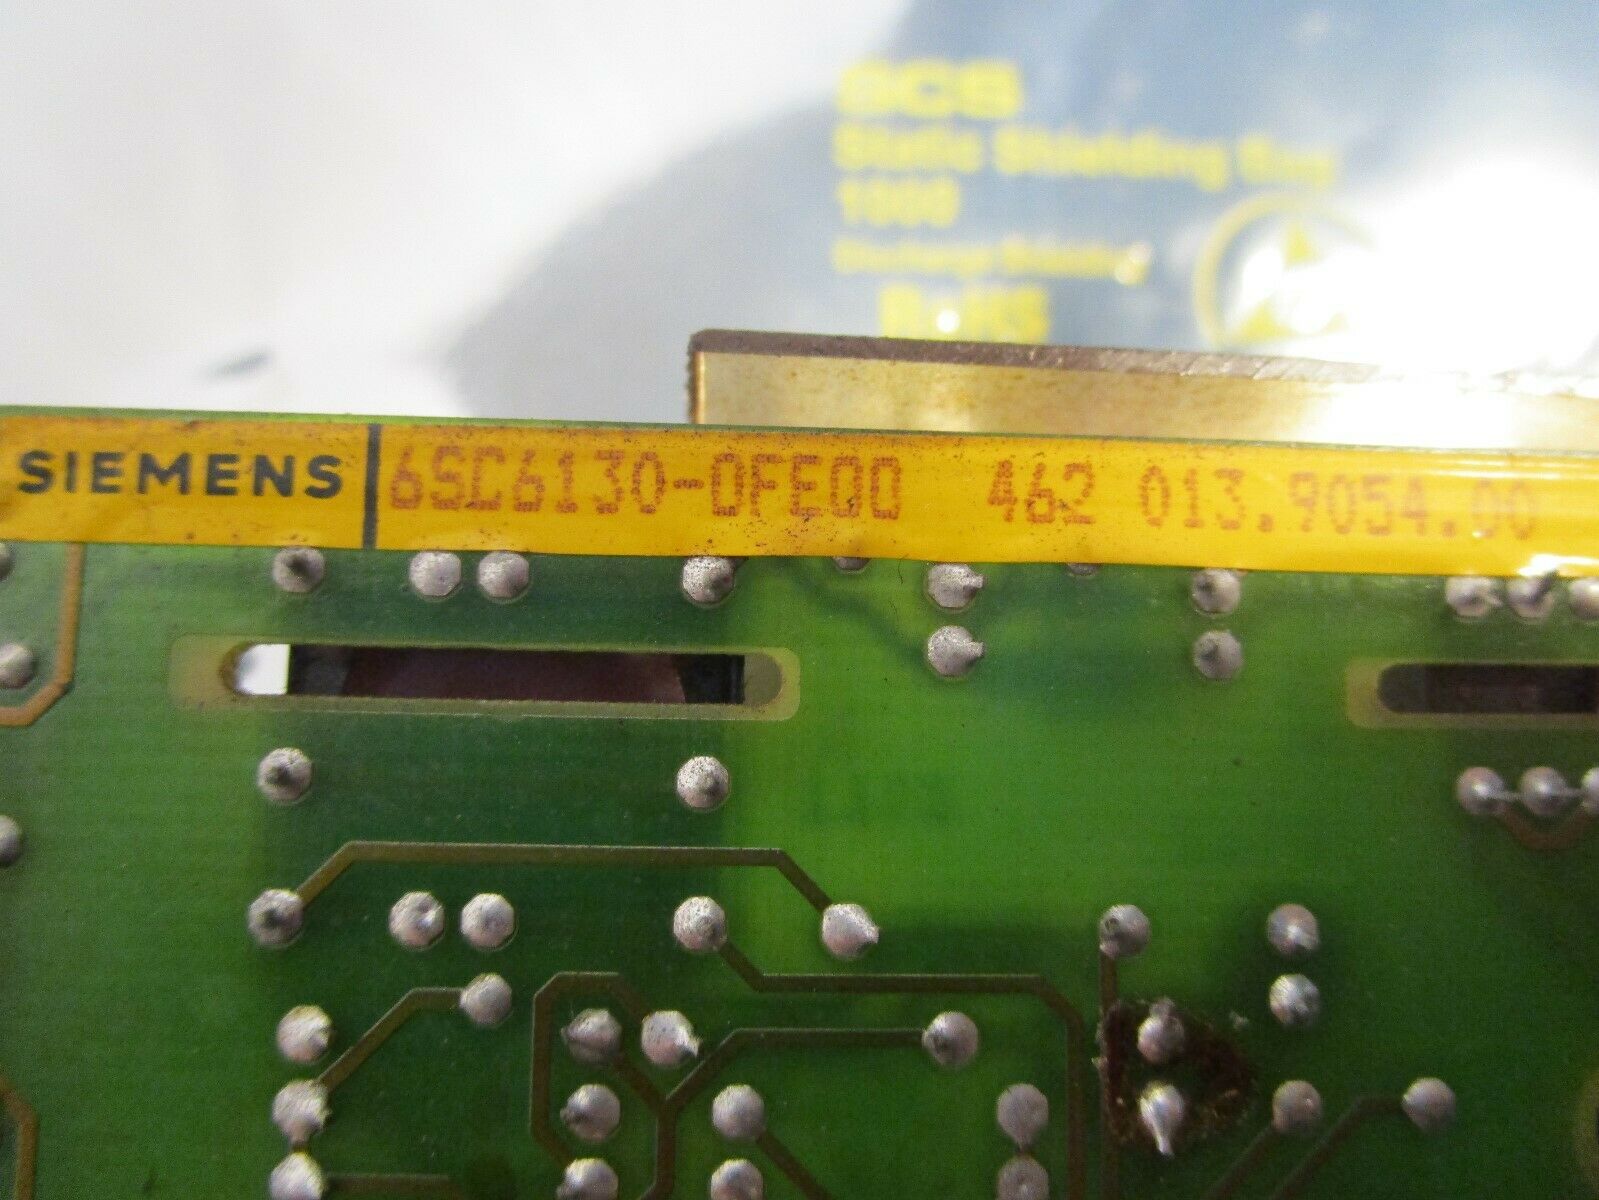 SCS
Static Shielding Bag
1000
RoHS
SIEMENS 6SC6130-0FE00 462 013.9054.00